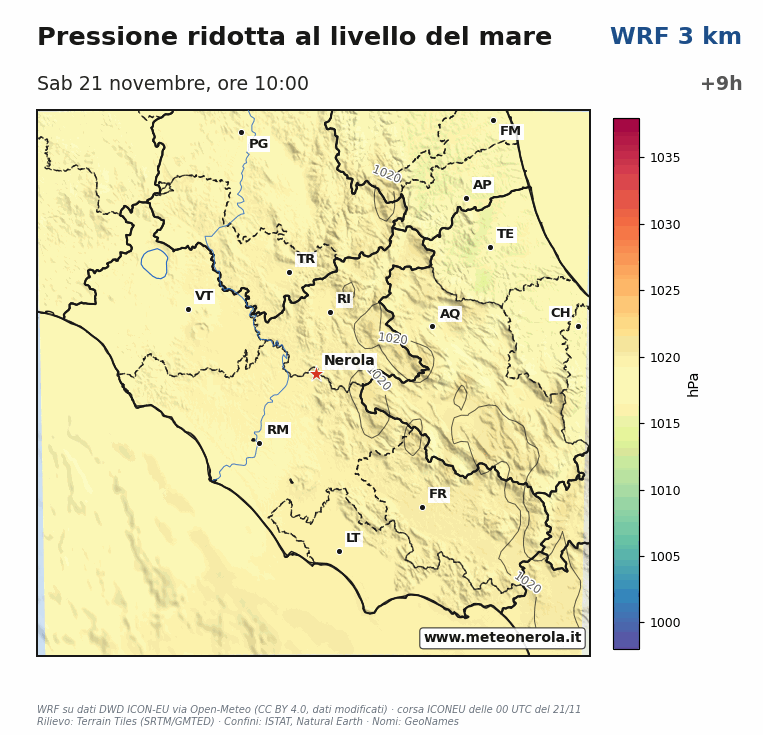 Pressione ridotta al livello del mare
WRF 3 km
Sab 21 novembre, ore 10:00
+9h
FM
PG
1020
AP
TE
TR
VT
RI
AQ
CH
1020
Nerola
1020
RM
FR
LT
1020
www.meteonerola.it
1035
1030
1025
1020
1015
1010
1005
1000
hPa
WRF su dati DWD ICON-EU via Open-Meteo (CC BY 4.0, dati modificati) · corsa ICONEU delle 00 UTC del 21/11
Rilievo: Terrain Tiles (SRTM/GMTED) · Confini: ISTAT, Natural Earth · Nomi: GeoNames